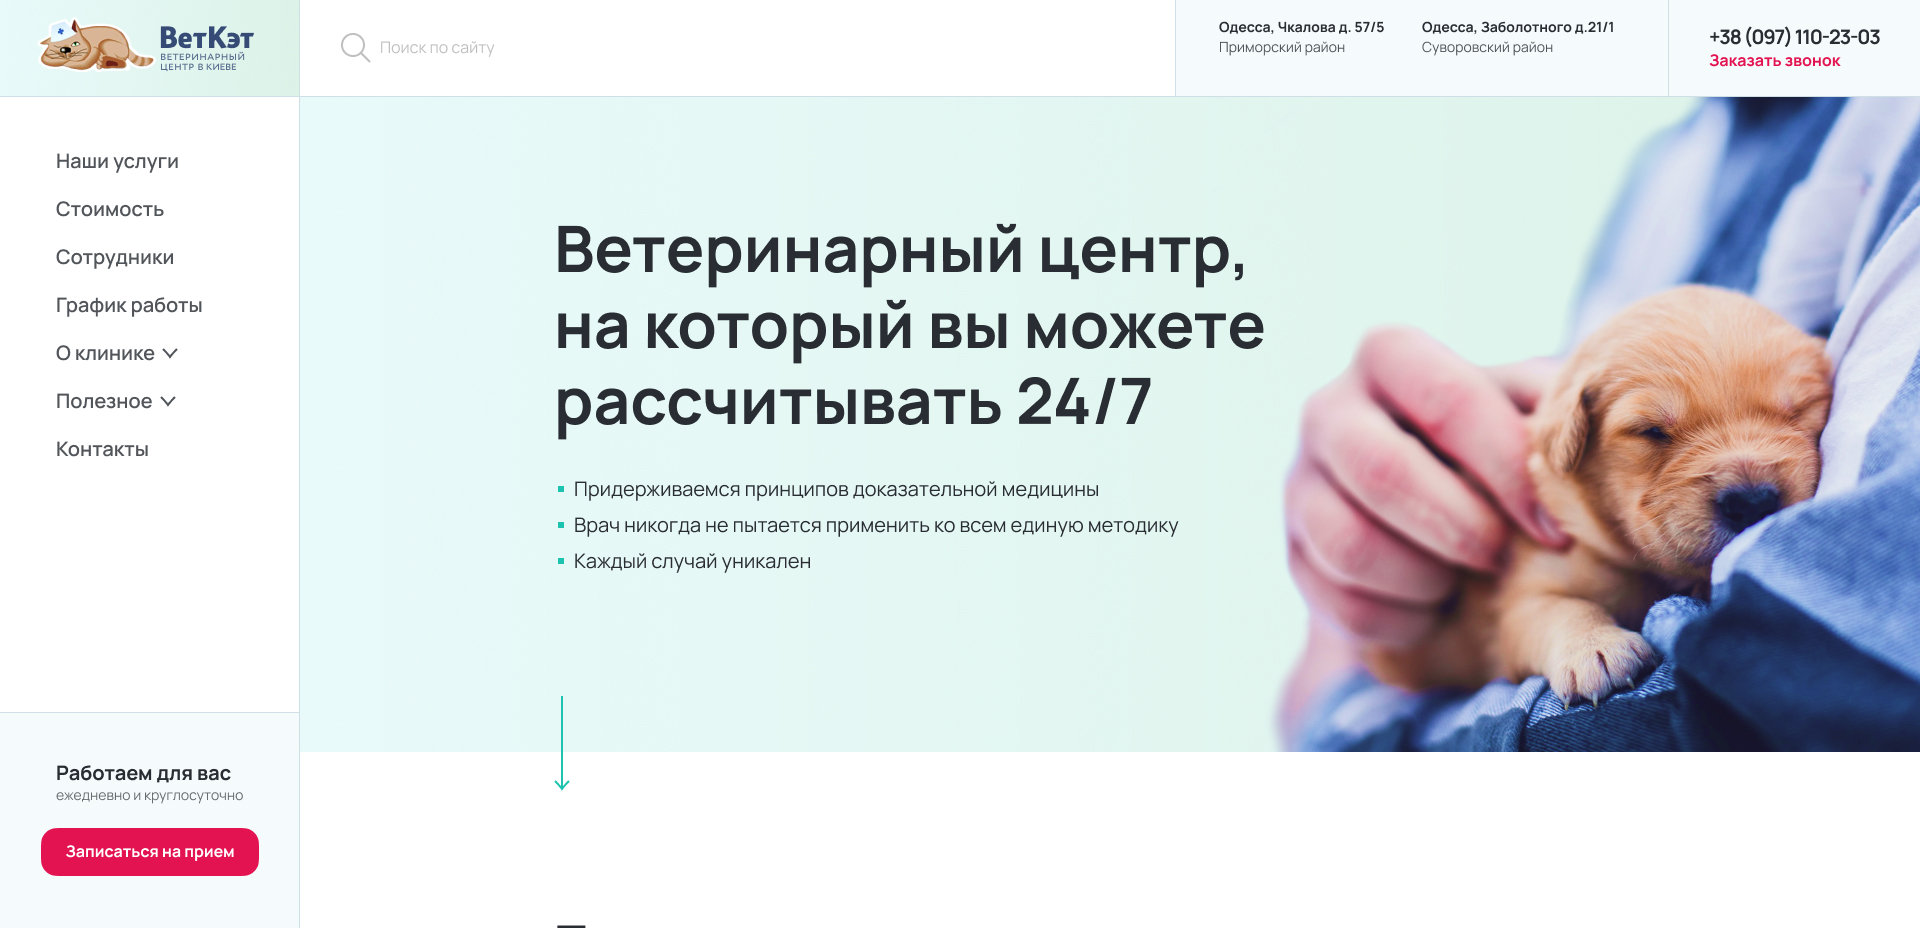 ВетКэт
ВЕТЕРИНАРНЫЙ
ЦЕНТР В КИЕВЕ
Поиск по сайту
Одесса, Чкалова д. 57/5
Приморский район
Одесса, Заболотного д.21/1
Суворовский район
+38 (097) 110-23-03
Заказать звонок
Наши услуги
Стоимость
Сотрудники
График работы
О клинике
Полезное
Контакты
Ветеринарный центр,
на который вы можете
рассчитывать 24/7
Придерживаемся принципов доказательной медицины
Врач никогда не пытается применить ко всем единую методику
Каждый случай уникален
Работаем для вас
ежедневно и круглосуточно
Записаться на прием